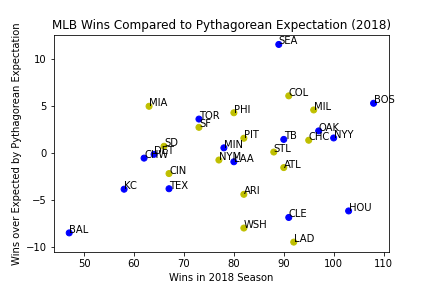 MLB Wins Compared to Pythagorean Expectation (2018)
Wins over Expected by Pythagorean Expectation
10
5
0
−5
−10
SEA
COL
BOS
MIA
MIL
PHI
TOR
SF
OAK
PIT
NYY
TB
CHC
SD
MIN
DET
STL
CHW
NYM
LAA
ATL
CIN
KC
TEX
ARI
HOU
CLE
WSH
BAL
LAD
50
60
70
80
90
100
110
Wins in 2018 Season